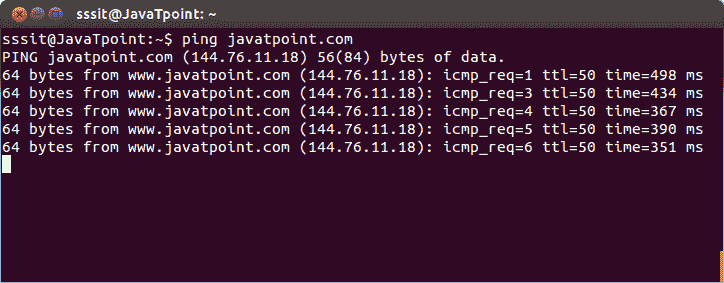 sssit@JavaTpoint: ~
sssit@JavaTpoint:~$ ping javatpoint.com
PING javatpoint.com (144.76.11.18) 56(84) bytes of data.
64 bytes from www.javatpoint.com (144.76.11.18): icmp_req=1 ttl=50 time=498 ms
64 bytes from www.javatpoint.com (144.76.11.18): icmp_req=3 ttl=50 time=434 ms
64 bytes from www.javatpoint.com (144.76.11.18): icmp_req=4 ttl=50 time=367 ms
64 bytes from www.javatpoint.com (144.76.11.18): icmp_req=5 ttl=50 time=390 ms
64 bytes from www.javatpoint.com (144.76.11.18): icmp_req=6 ttl=50 time=351 ms